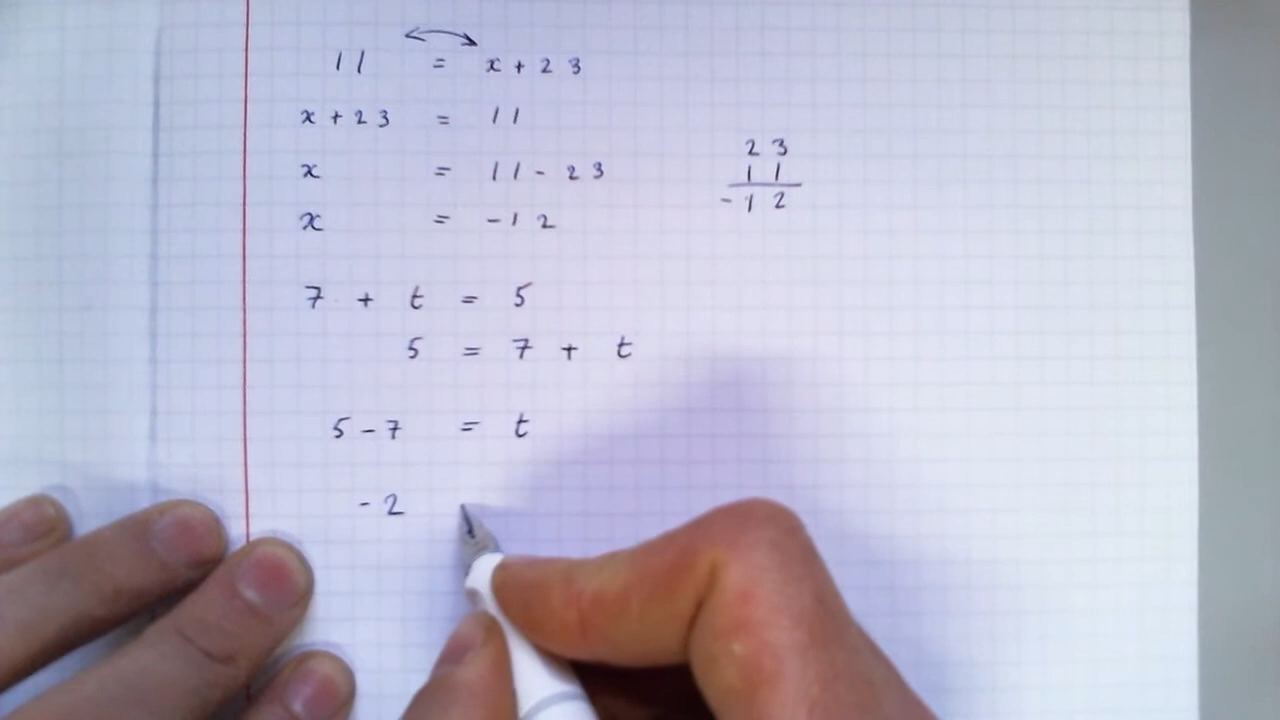 11 = x + 23
x + 23 = 11
x = 11 - 23
x = -12
23
11
-12
7 + t = 5
5 = 7 + t
5 - 7 = t
-2